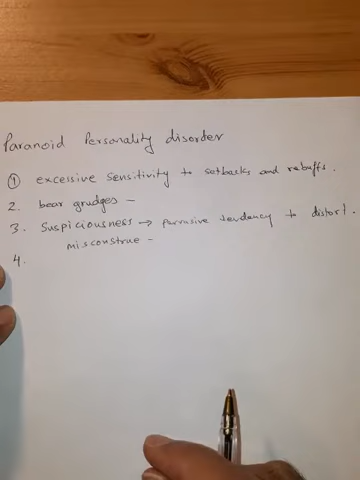 Paranoid Personality disorder
① excessive sensitivity to setbacks and rebuffs.
2. bear grudges -
3. Suspiciousness → pervasive tendency to distort.
misconstrue -
4.